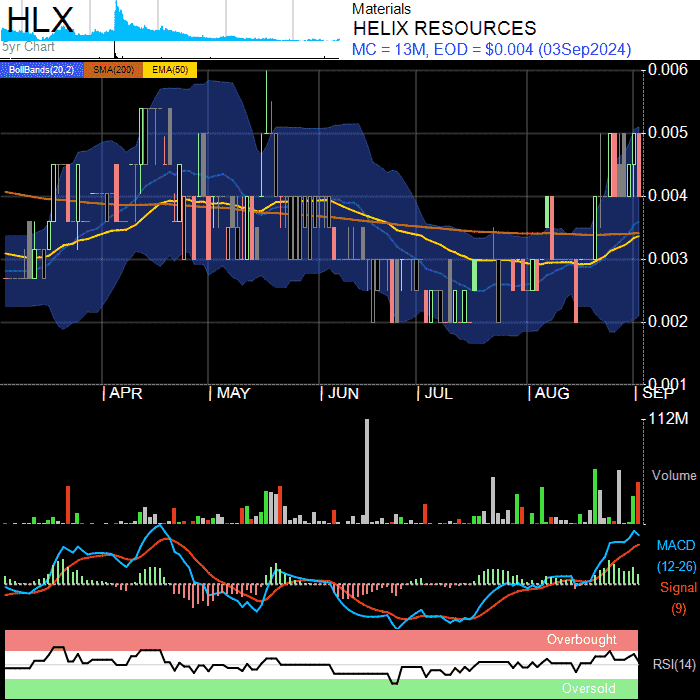 HLX
5yr Chart
Materials
HELIX RESOURCES
MC = 13M, EOD = $0.004 (03Sep2024)
BollBands(20,2) SMA(200) EMA(50)
0.006
0.005
0.004
0.003
0.002
0.001
APR MAY JUN JUL AUG SEP
112M
Volume
MACD
(12-26)
Signal
(9)
Overbought
RSI(14)
Oversold